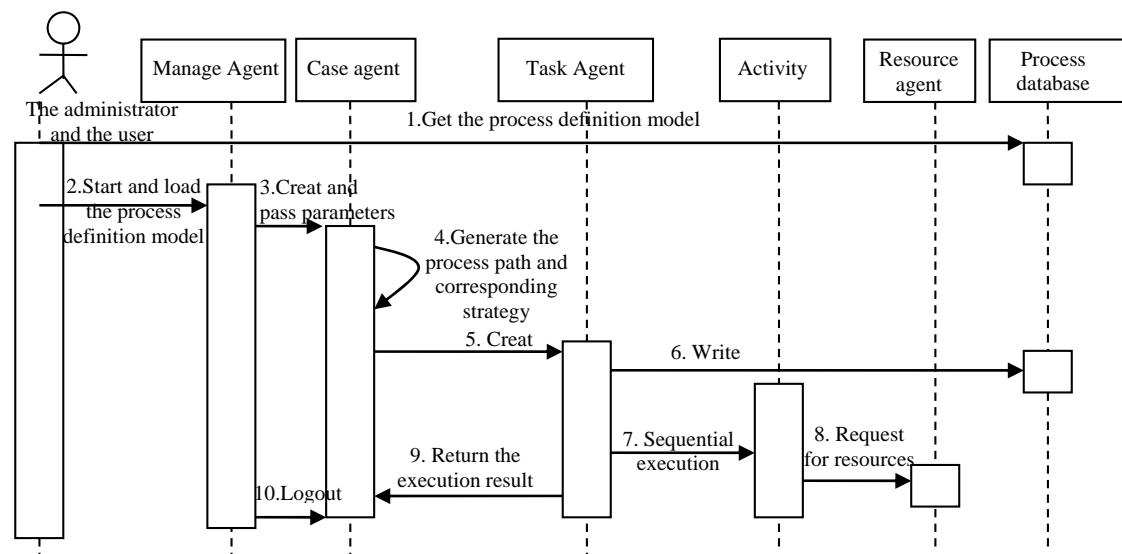 Manage Agent
Case agent
Task Agent
Activity
Resource
agent
Process
database
The administrator
and the user
1.Get the process definition model
2.Start and load
the process
definition model
3.Creat and
pass parameters
4.Generate the
process path and
corresponding
strategy
5. Creat
6. Write
7. Sequential
execution
8. Request
for resources
9. Return the
execution result
10.Logout